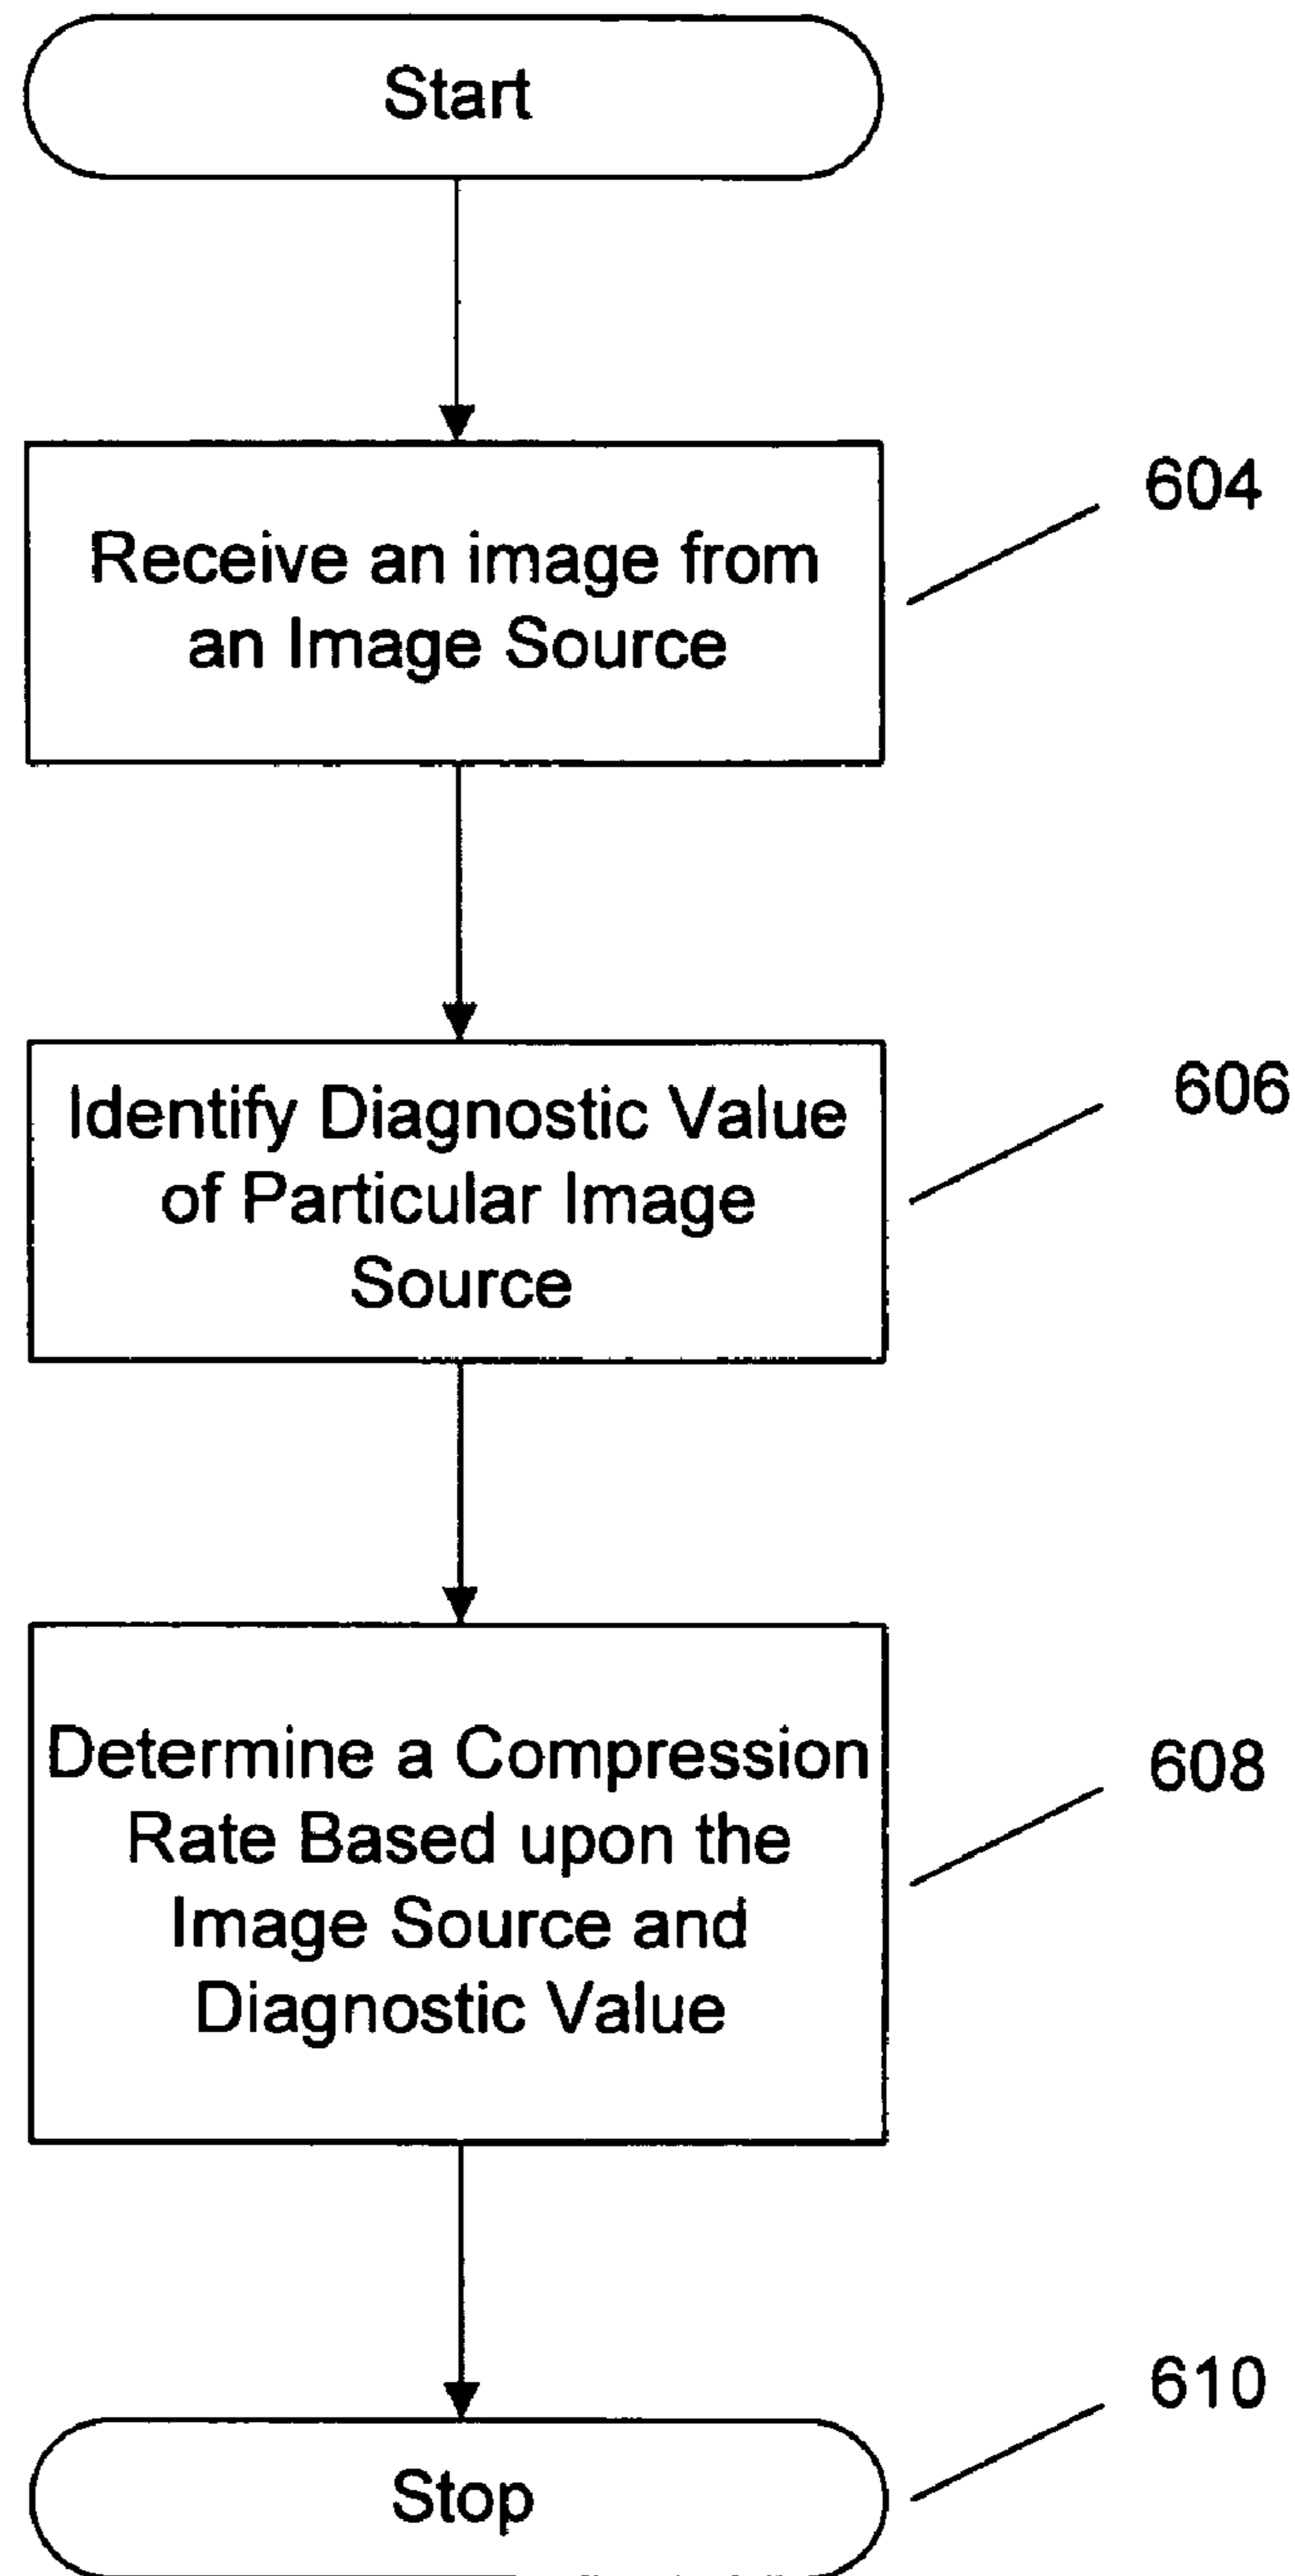 Start
Receive an image from
an Image Source
604
Identify Diagnostic Value
of Particular Image
Source
606
Determine a Compression
Rate Based upon the
Image Source and
Diagnostic Value
608
Stop
610